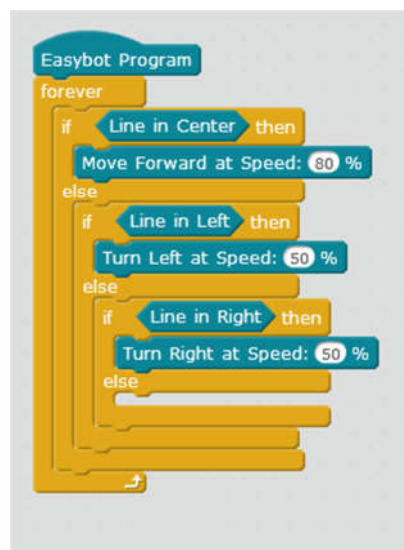 Easybot Program
forever
if Line in Center then
Move Forward at Speed: 80 %
else
if Line in Left then
Turn Left at Speed: 50 %
else
if Line in Right then
Turn Right at Speed: 50 %
else